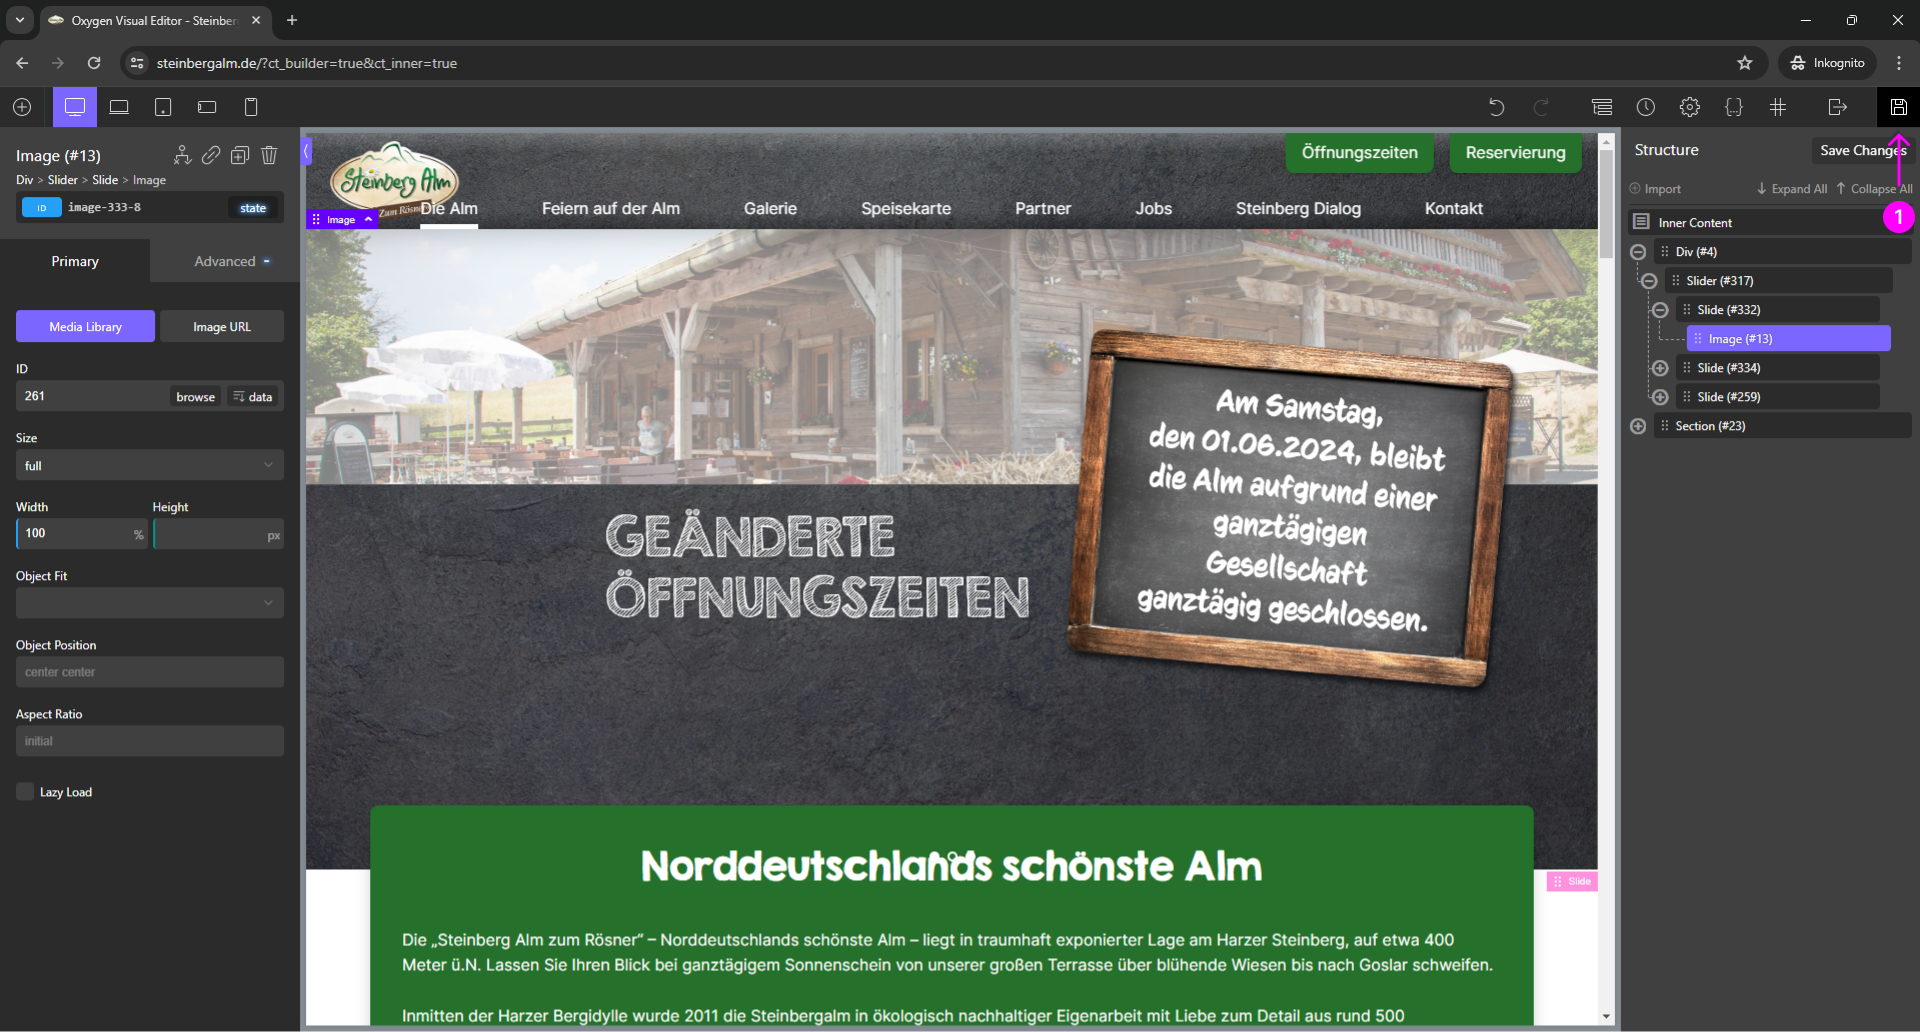 Oxygen Visual Editor - Steinber
steinbergalm.de/?ct_builder=true&ct_inner=true
Inkognito
Image (#13)
Div > Slider > Slide > Image
ID image-333-8 state
Primary Advanced
Media Library Image URL
ID
261 browse data
Size
full
Width Height
100 % px
Object Fit
Object Position
center center
Aspect Ratio
initial
Lazy Load
Steinberg Alm
Zum Rösner
Öffnungszeiten Reservierung
Image
Die Alm Feiern auf der Alm Galerie Speisekarte Partner Jobs Steinberg Dialog Kontakt
GEÄNDERTE
ÖFFNUNGSZEITEN
Am Samstag,
den 01.06.2024, bleibt
die Alm aufgrund einer
ganztägigen
Gesellschaft
ganztägig geschlossen.
Norddeutschlands schönste Alm
Slide
Die „Steinberg Alm zum Rösner“ – Norddeutschlands schönste Alm – liegt in traumhaft exponierter Lage am Harzer Steinberg, auf etwa 400
Meter ü.N. Lassen Sie Ihren Blick bei ganztägigem Sonnenschein von unserer großen Terrasse über blühende Wiesen bis nach Goslar schweifen.
Inmitten der Harzer Bergidylle wurde 2011 die Steinbergalm in ökologisch nachhaltiger Eigenarbeit mit Liebe zum Detail aus rund 500
Structure Save Changes
Import Expand All Collapse All
1
Inner Content
Div (#4)
Slider (#317)
Slide (#332)
Image (#13)
Slide (#334)
Slide (#259)
Section (#23)